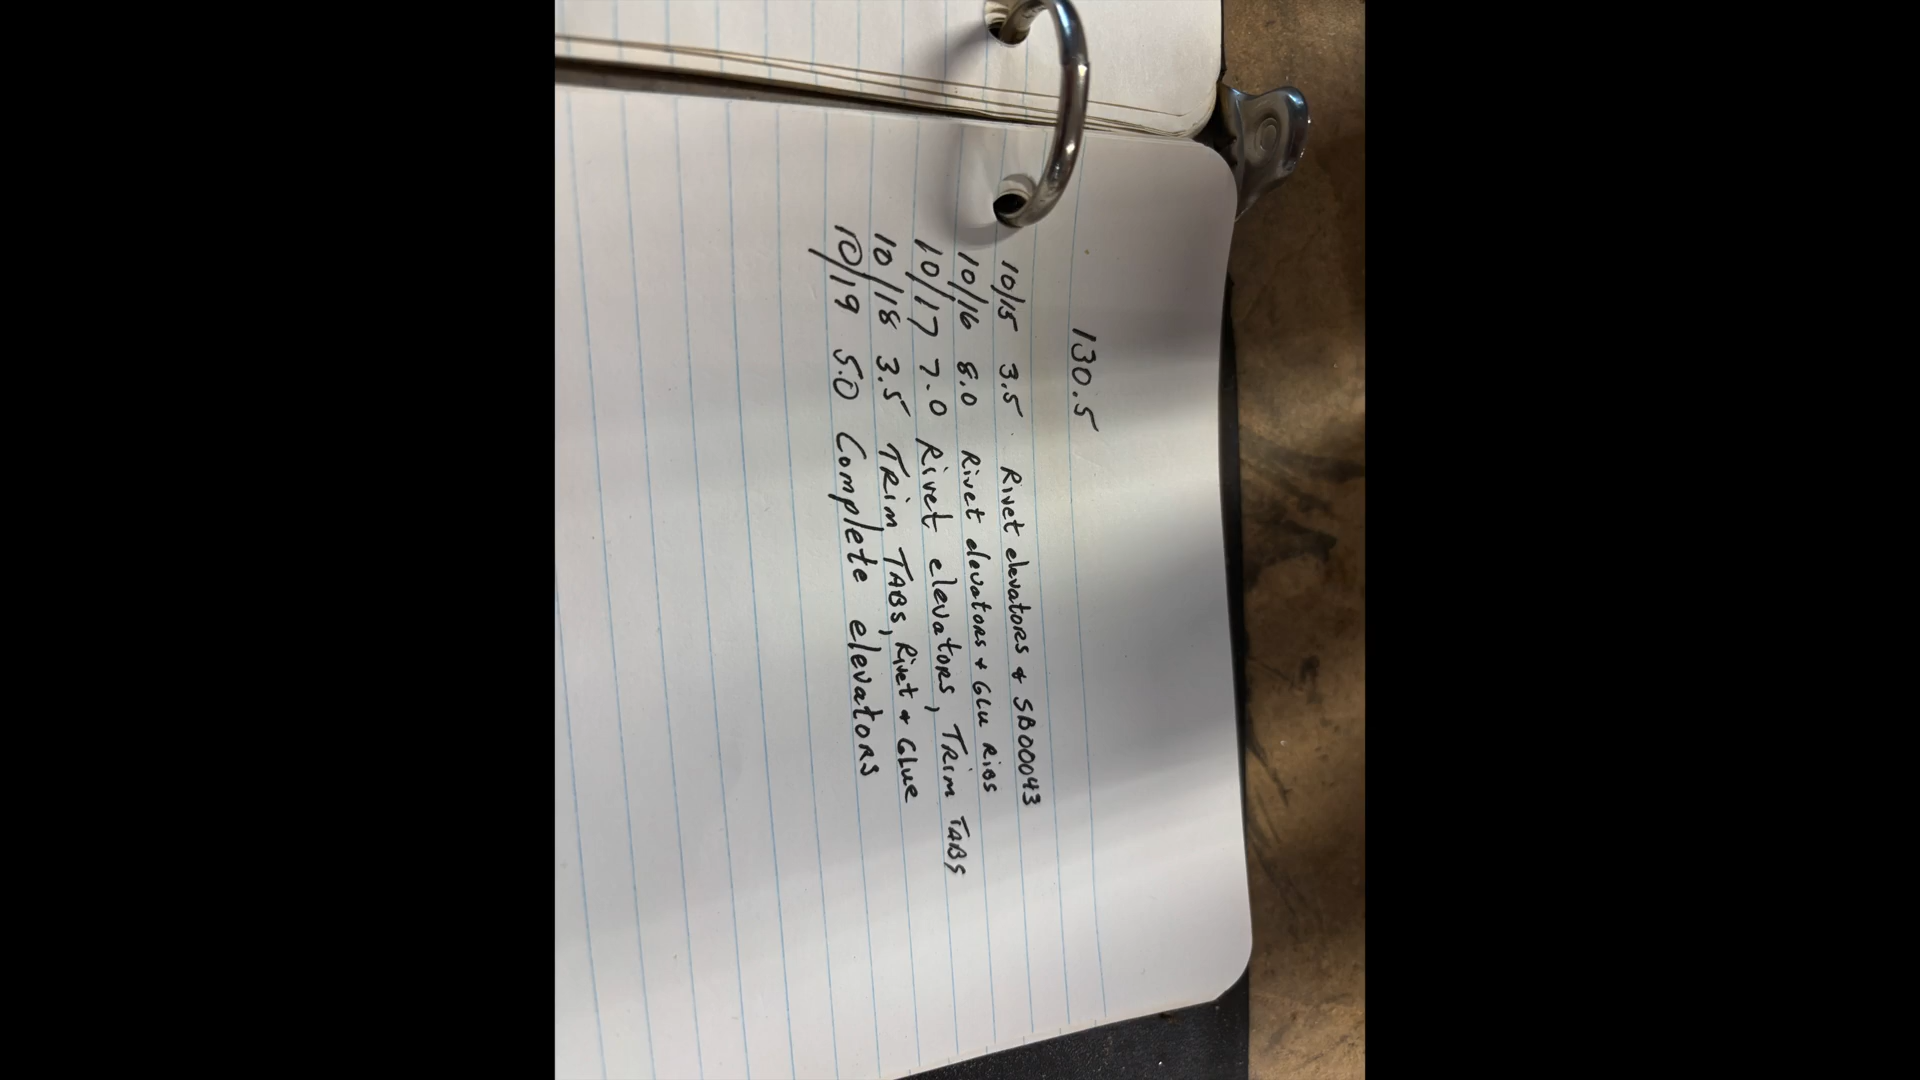 130.5
10/15 3.5 Rivet elevators & SB00043
10/16 8.0 Rivet elevators + Glu Ribs
10/17 7.0 Rivet elevators, Trim TABS
10/18 3.5 TRim TABS, Rivet & Glue
10/19 5.0 Complete elevators